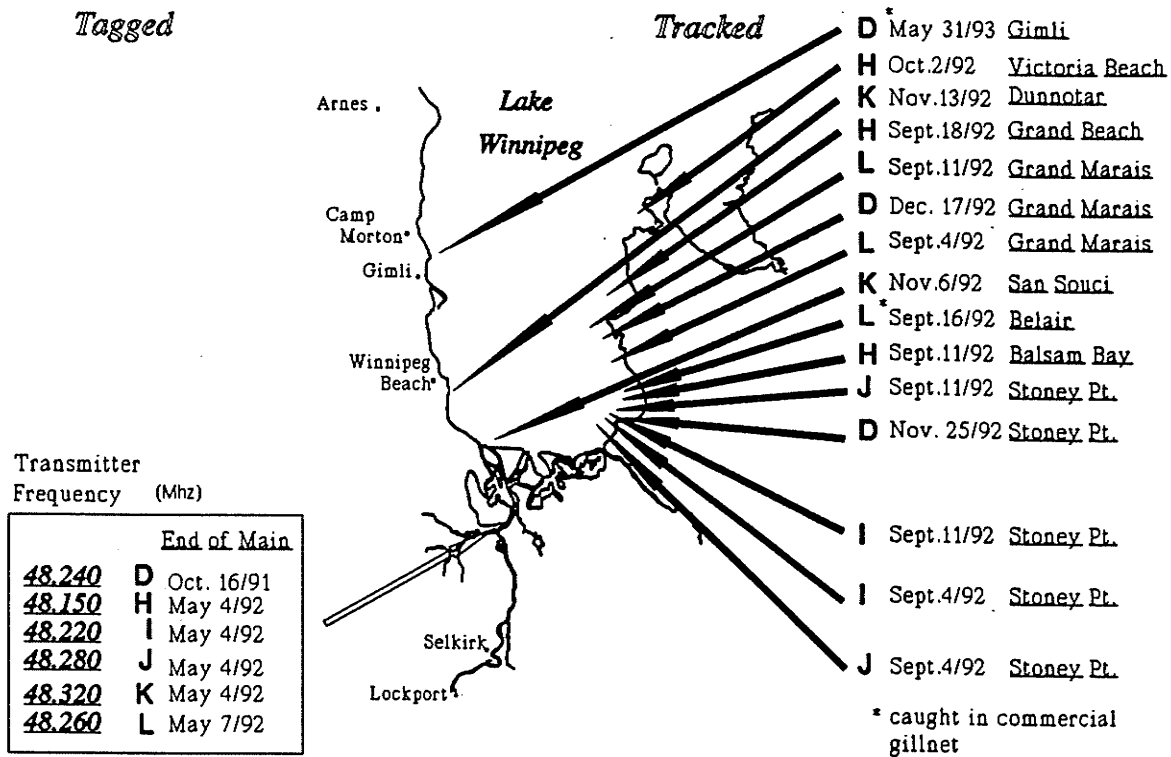 Tagged
Tracked
Arnes
Lake
Winnipeg
Camp
Morton
Gimli
Winnipeg
Beach
Selkirk
Lockport
D* May 31/93 Gimli
H Oct.2/92 Victoria Beach
K Nov.13/92 Dunnotar
H Sept.18/92 Grand Beach
L Sept.11/92 Grand Marais
D Dec. 17/92 Grand Marais
L Sept.4/92 Grand Marais
K Nov.6/92 San Souci
L* Sept.16/92 Belair
H Sept.11/92 Balsam Bay
J Sept.11/92 Stoney Pt.
D Nov. 25/92 Stoney Pt.
I Sept.11/92 Stoney Pt.
I Sept.4/92 Stoney Pt.
J Sept.4/92 Stoney Pt.
* caught in commercial
gillnet
Transmitter
Frequency (Mhz)
End of Main
48.240 D Oct. 16/91
48.150 H May 4/92
48.220 I May 4/92
48.280 J May 4/92
48.320 K May 4/92
48.260 L May 7/92